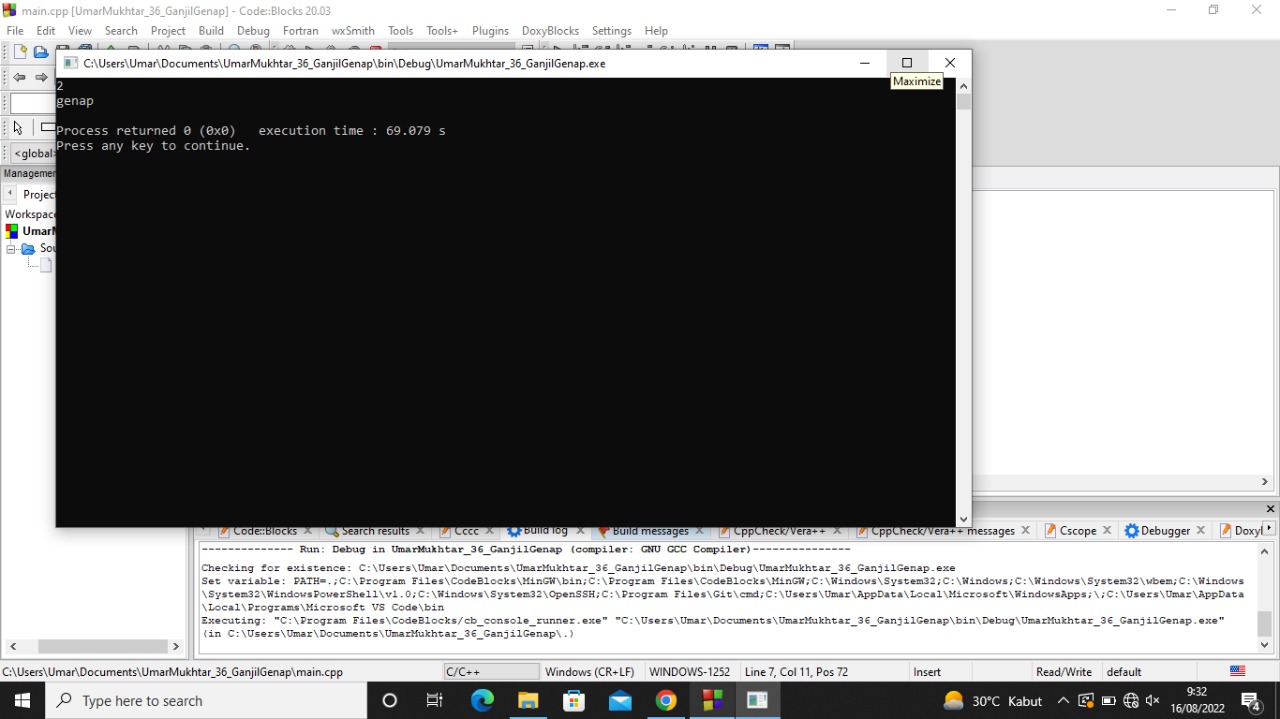 main.cpp [UmarMukhtar_36_GanjilGenap] - Code::Blocks 20.03
File Edit View Search Project Build Debug Fortran wxSmith Tools Tools+ Plugins DoxyBlocks Settings Help
C:\Users\Umar\Documents\UmarMukhtar_36_GanjilGenap\bin\Debug\UmarMukhtar_36_GanjilGenap.exe
Maximize
2
genap
Process returned 0 (0x0)   execution time : 69.079 s
Press any key to continue.
<global>
Management
Project
Workspace
UmarM
Sou
Code::Blocks Search results Cccc Build log Build messages CppCheck/Vera++ CppCheck/Vera++ messages Cscope Debugger Doxyl
-------------- Run: Debug in UmarMukhtar_36_GanjilGenap (compiler: GNU GCC Compiler)---------------
Checking for existence: C:\Users\Umar\Documents\UmarMukhtar_36_GanjilGenap\bin\Debug\UmarMukhtar_36_GanjilGenap.exe
Set variable: PATH=.;C:\Program Files\CodeBlocks\MinGW\bin;C:\Program Files\CodeBlocks\MinGW;C:\Windows\System32;C:\Windows;C:\Windows\System32\wbem;C:\Windows
\System32\WindowsPowerShell\v1.0;C:\Windows\System32\OpenSSH;C:\Program Files\Git\cmd;C:\Users\Umar\AppData\Local\Microsoft\WindowsApps;\;C:\Users\Umar\AppData
\Local\Programs\Microsoft VS Code\bin
Executing: "C:\Program Files\CodeBlocks/cb_console_runner.exe" "C:\Users\Umar\Documents\UmarMukhtar_36_GanjilGenap\bin\Debug\UmarMukhtar_36_GanjilGenap.exe"
(in C:\Users\Umar\Documents\UmarMukhtar_36_GanjilGenap\.)
C:\Users\Umar\Documents\UmarMukhtar_36_GanjilGenap\main.cpp C/C++ Windows (CR+LF) WINDOWS-1252 Line 7, Col 11, Pos 72 Insert Read/Write default
Type here to search
30°C Kabut
9:32
16/08/2022
4